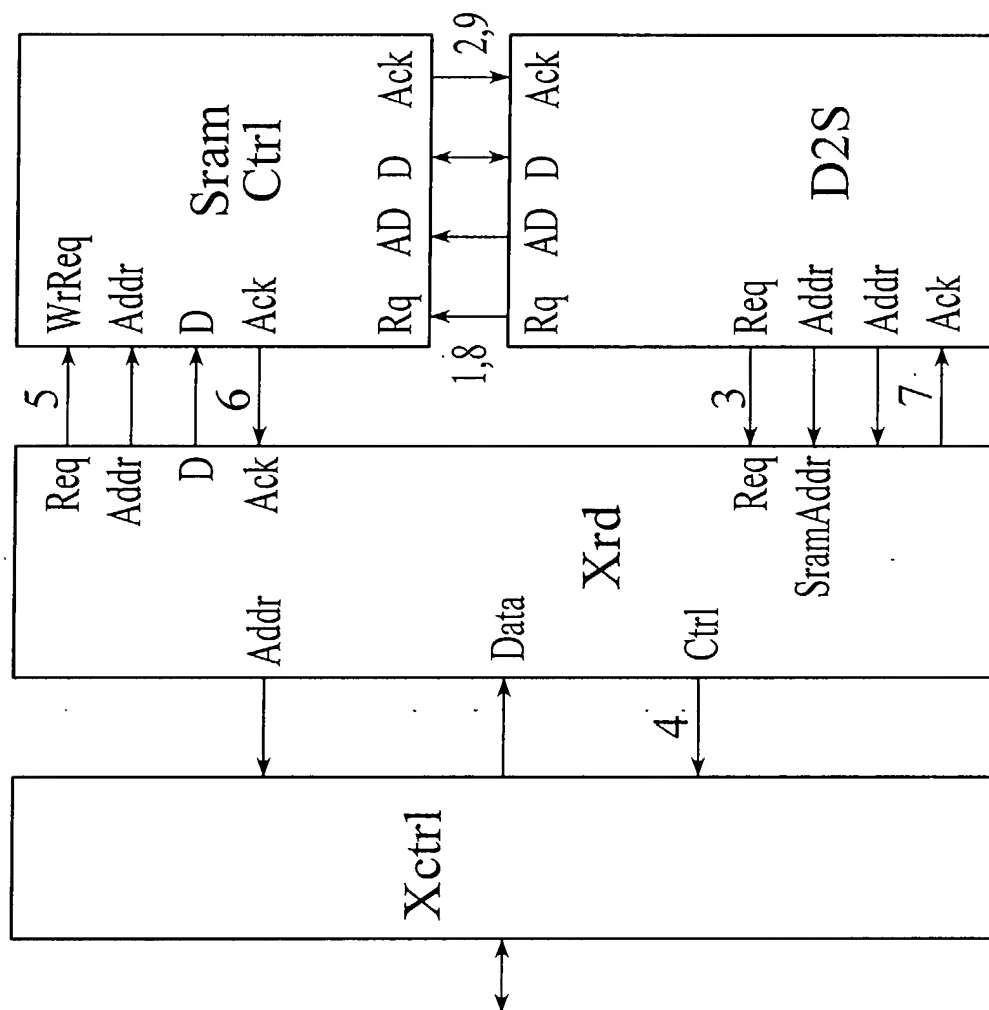 Xctrl
4
Addr
Data
Ctrl
Xrd
Req
Addr
D
Ack
Req
SramAddr
5
6
3
7
WrReq
Addr
D
Ack
Sram
Ctrl
Rq
AD
D
Ack
1,8
2,9
Rq
AD
D
Ack
Req
Addr
Addr
Ack
D2S